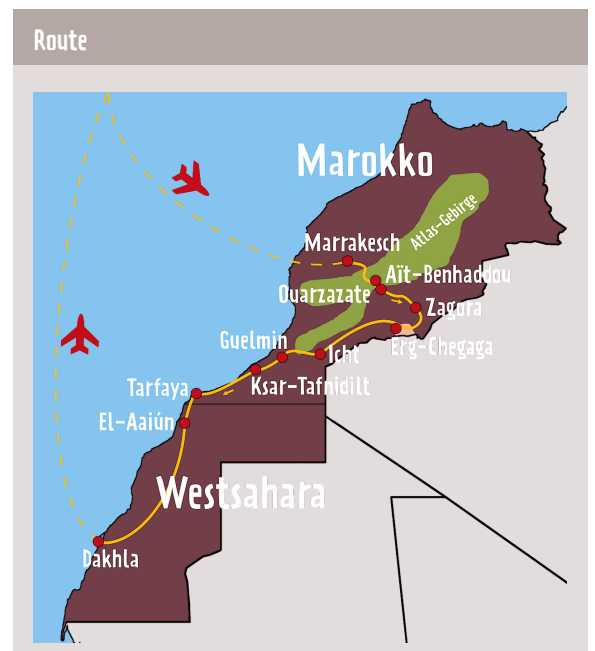 Route
Marokko
Atlas-Gebirge
Marrakesch
Aït-Benhaddou
Ouarzazate
Zagora
Erg-Chegaga
Guelmin
Icht
Ksar-Tafnidilt
Tarfaya
El-Aaiún
Westsahara
Dakhla